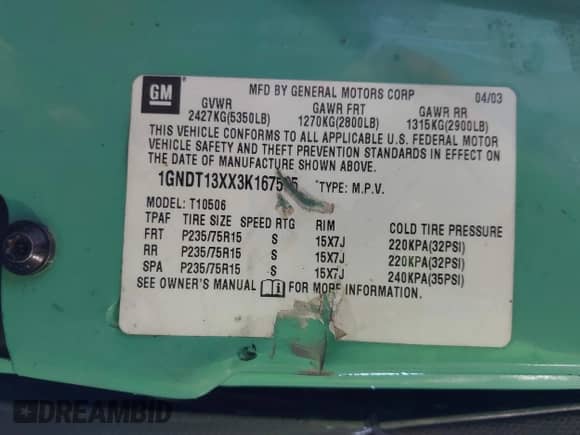 GM
MFD BY GENERAL MOTORS CORP 04/03
GVWR GAWR FRT GAWR RR
2427KG(5350LB) 1270KG(2800LB) 1315KG(2900LB)
THIS VEHICLE CONFORMS TO ALL APPLICABLE U.S. FEDERAL MOTOR
VEHICLE SAFETY AND THEFT PREVENTION STANDARDS IN EFFECT ON
THE DATE OF MANUFACTURE SHOWN ABOVE.
TYPE: M.P.V.
MODEL: T10506
TPAF TIRE SIZE SPEED RTG RIM COLD TIRE PRESSURE
FRT P235/75R15 S 15X7J 220KPA(32PSI)
RR P235/75R15 S 15X7J 220KPA(32PSI)
SPA P235/75R15 S 15X7J 240KPA(35PSI)
SEE OWNER'S MANUAL FOR MORE INFORMATION.
DREAMBID